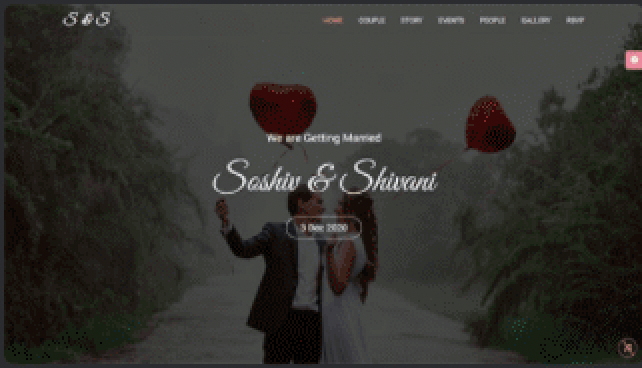 S & S
HOME COUPLE STORY EVENTS PEOPLE GALLERY RSVP
We are Getting Married
Soshiv & Shivani
3 Dec 2020